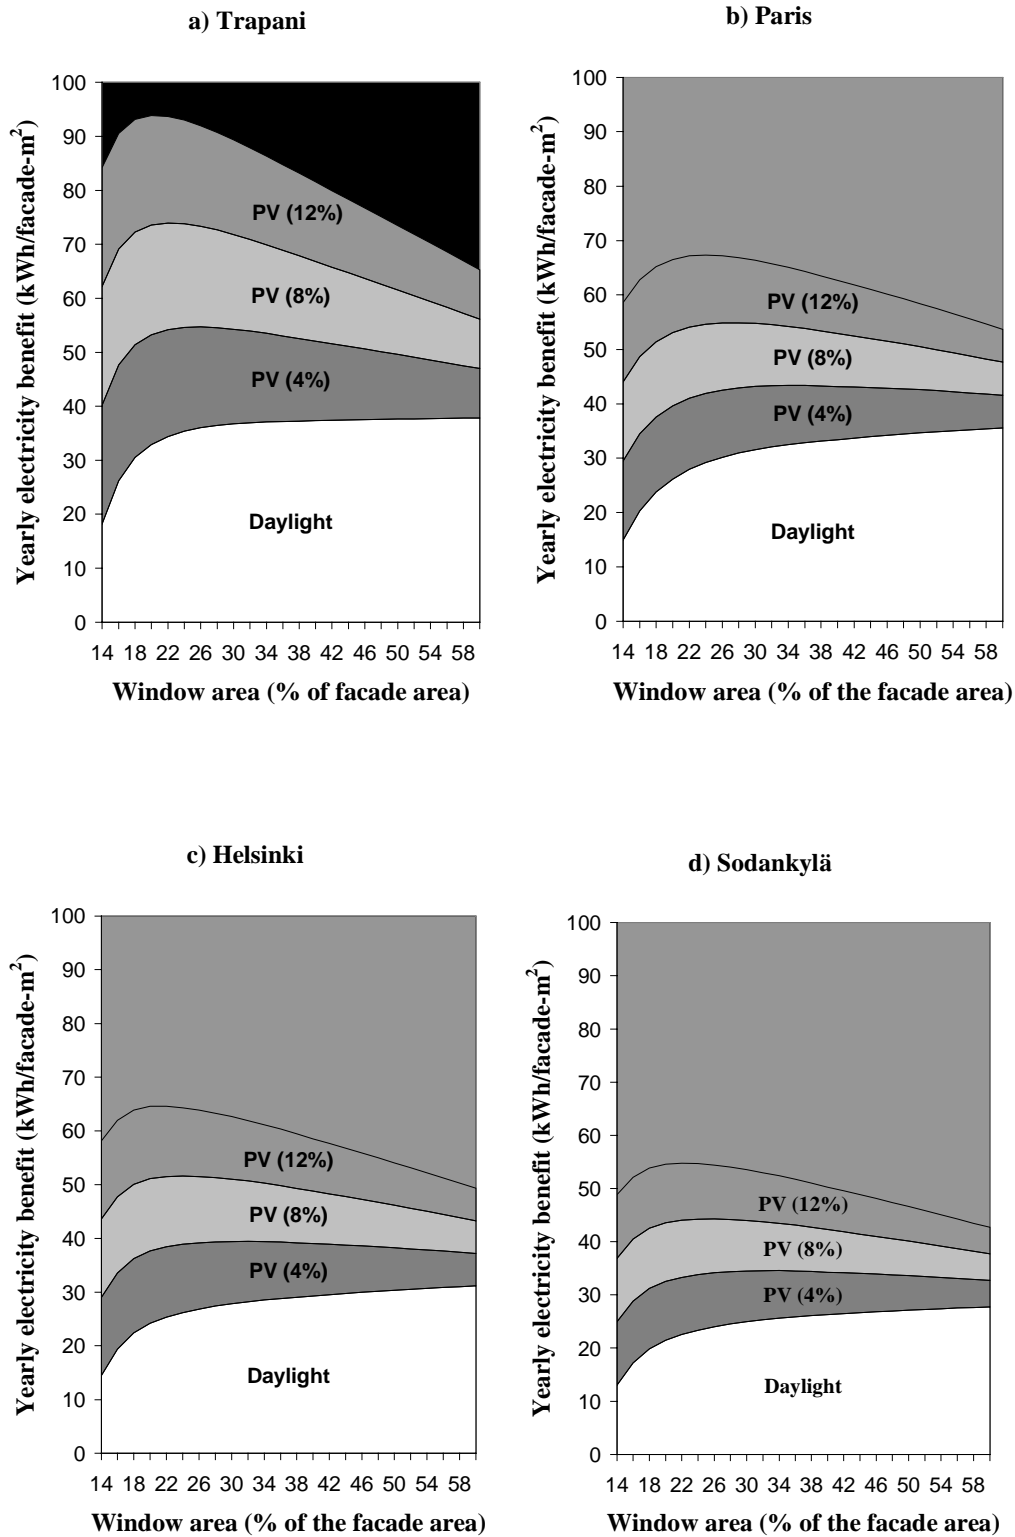 a) Trapani
Yearly electricity benefit (kWh/facade-m²)
100
90
80
70
60
50
40
30
20
10
0
PV (12%)
PV (8%)
PV (4%)
Daylight
14 18 22 26 30 34 38 42 46 50 54 58
Window area (% of facade area)
b) Paris
Yearly electricity benefit (kWh/facade-m²)
100
90
80
70
60
50
40
30
20
10
0
PV (12%)
PV (8%)
PV (4%)
Daylight
14 18 22 26 30 34 38 42 46 50 54 58
Window area (% of the facade area)
c) Helsinki
Yearly electricity benefit (kWh/facade-m²)
100
90
80
70
60
50
40
30
20
10
0
PV (12%)
PV (8%)
PV (4%)
Daylight
14 18 22 26 30 34 38 42 46 50 54 58
Window area (% of the facade area)
d) Sodankylä
Yearly electricity benefit (kWh/facade-m²)
100
90
80
70
60
50
40
30
20
10
0
PV (12%)
PV (8%)
PV (4%)
Daylight
14 18 22 26 30 34 38 42 46 50 54 58
Window area (% of the facade area)